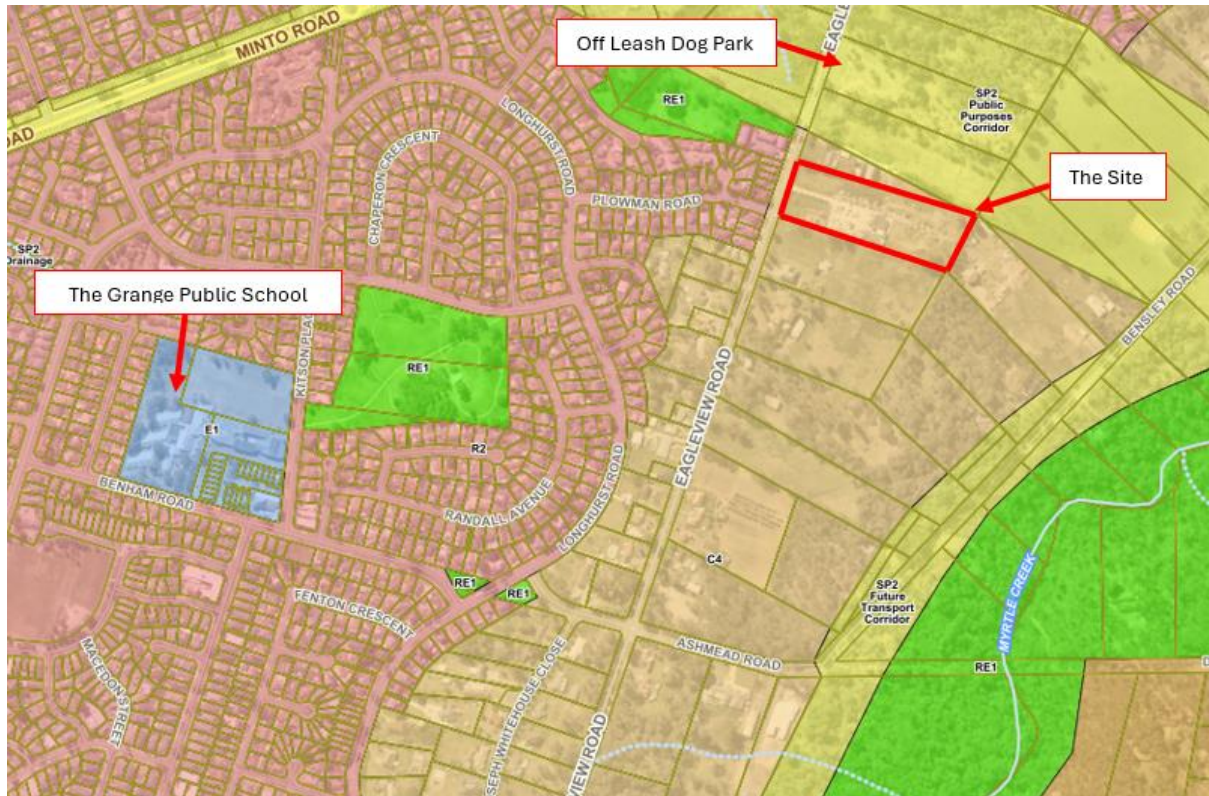 MINTO ROAD
ROAD
Off Leash Dog Park
EAGLE
RE1
SP2
Public
Purposes
Corridor
LONGHURST ROAD
CHAPERON CRESCENT
The Site
PLOWMAN ROAD
SP2
Drainage
The Grange Public School
BENSLEY ROAD
KITSON PLAC
RE1
EAGLEVIEW ROAD
E1
R2
BENHAM ROAD
RANDALL AVENUE
LONGHURST ROAD
C4
RE1
RE1
SP2
Future
Transport
Corridor
MYRTLE CREEK
FENTON CRESCENT
ASHMEAD ROAD
RE1
D
MACEDON STREET
SEPH WHITEHOUSE CLOSE
VIEW ROAD